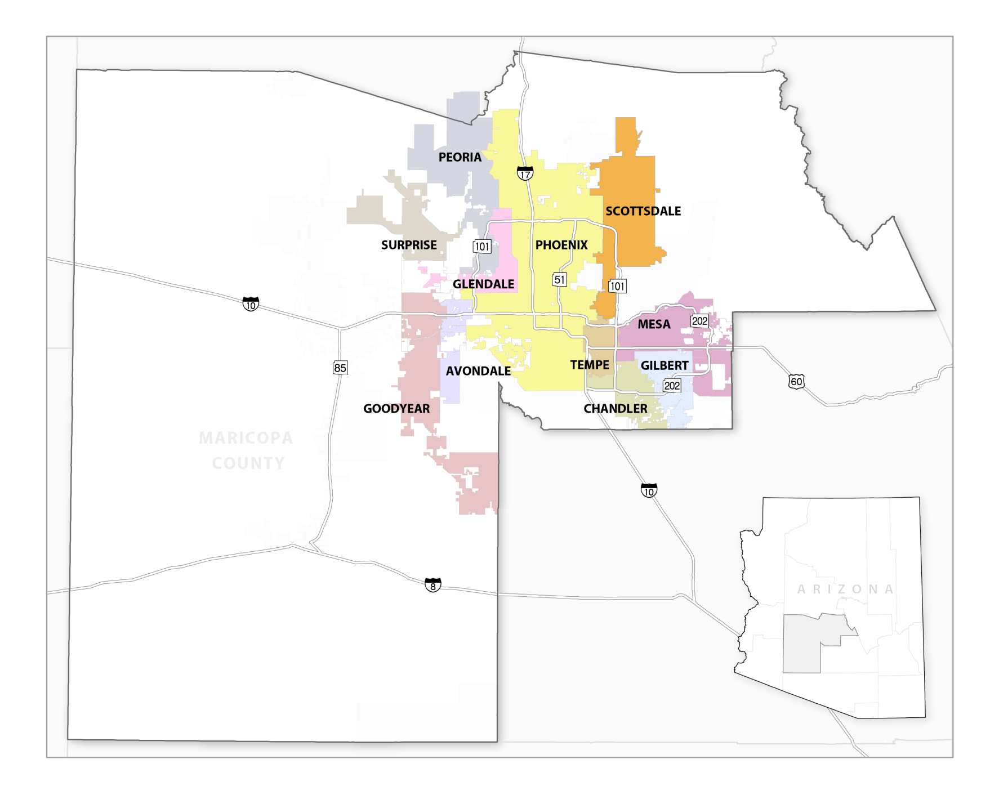 PEORIA
17
SCOTTSDALE
SURPRISE
101
PHOENIX
GLENDALE
51
101
10
MESA
202
85
AVONDALE
TEMPE
GILBERT
202
60
GOODYEAR
CHANDLER
MARICOPA
COUNTY
10
8
ARIZONA